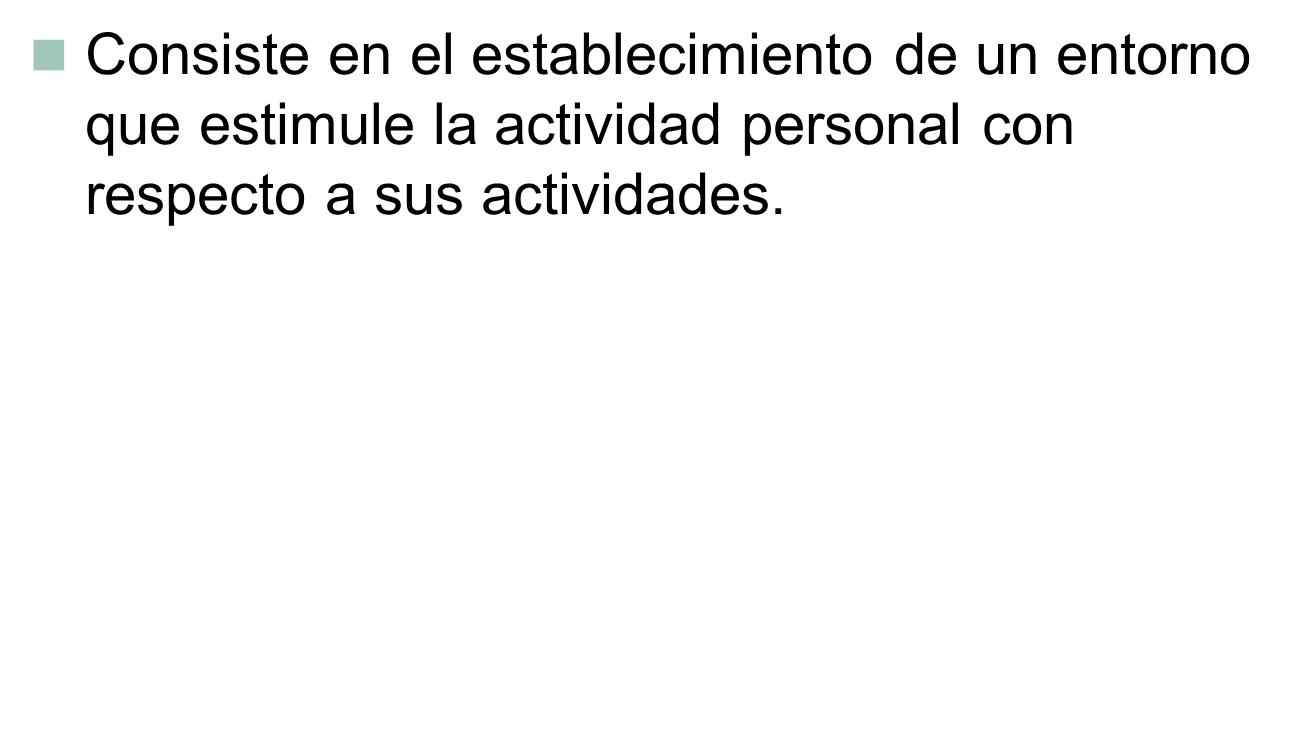 Consiste en el establecimiento de un entorno
que estimule la actividad personal con
respecto a sus actividades.